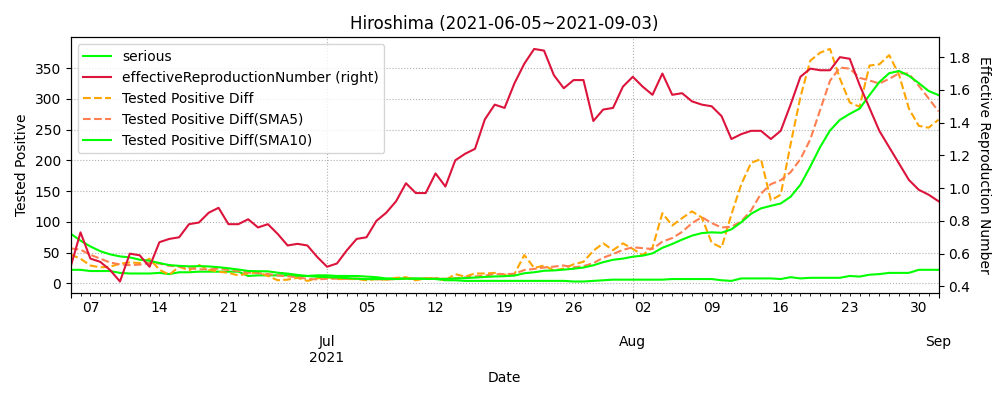 Hiroshima (2021-06-05~2021-09-03)
serious
effectiveReproductionNumber (right)
Tested Positive Diff
Tested Positive Diff(SMA5)
Tested Positive Diff(SMA10)
Tested Positive
350
300
250
200
150
100
50
0
1.8
1.6
1.4
1.2
1.0
0.8
0.6
0.4
Effective Reproduction Number
07 14 21 28 05 12 19 26 02 09 16 23 30
Jul Aug Sep
2021
Date